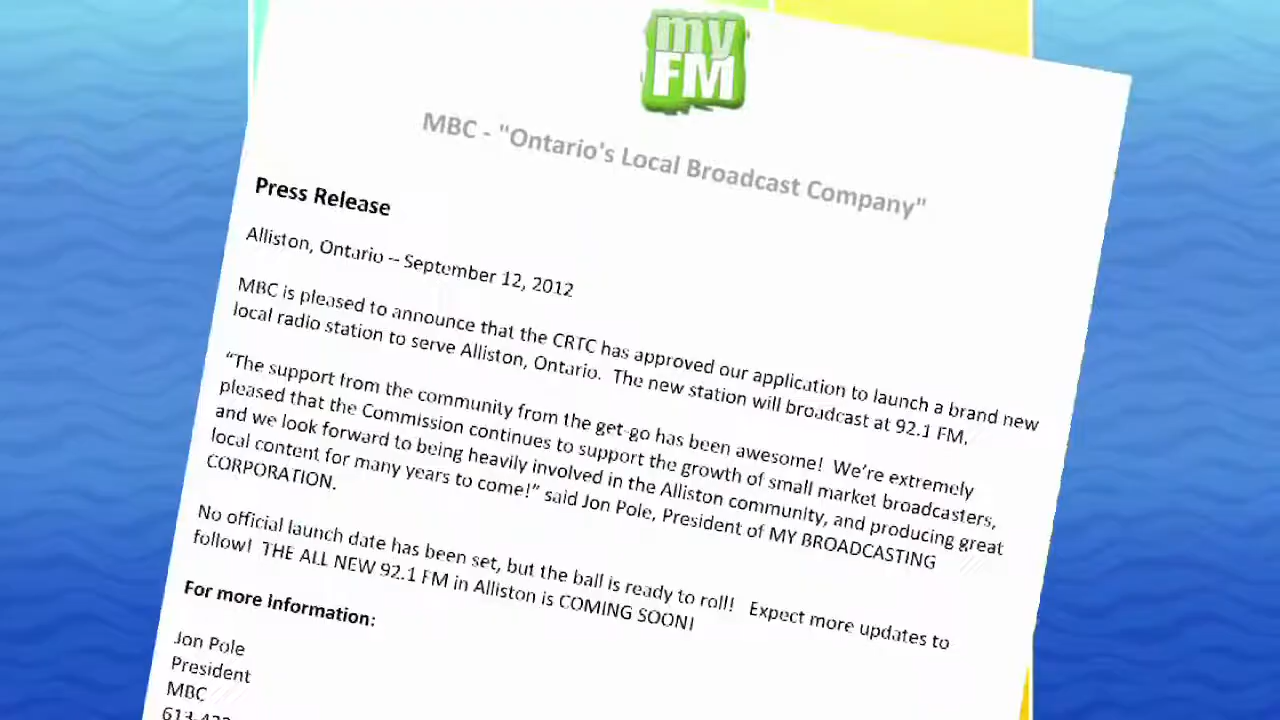 my
FM
MBC - "Ontario's Local Broadcast Company"
Press Release
Alliston, Ontario -- September 12, 2012
MBC is pleased to announce that the CRTC has approved our application to launch a brand new
local radio station to serve Alliston, Ontario.  The new station will broadcast at 92.1 FM.
“The support from the community from the get-go has been awesome!  We’re extremely
pleased that the Commission continues to support the growth of small market broadcasters,
and we look forward to being heavily involved in the Alliston community, and producing great
local content for many years to come!” said Jon Pole, President of MY BROADCASTING
CORPORATION.
No official launch date has been set, but the ball is ready to roll!  Expect more updates to
follow!  THE ALL NEW 92.1 FM in Alliston is COMING SOON!
For more information:
Jon Pole
President
MBC